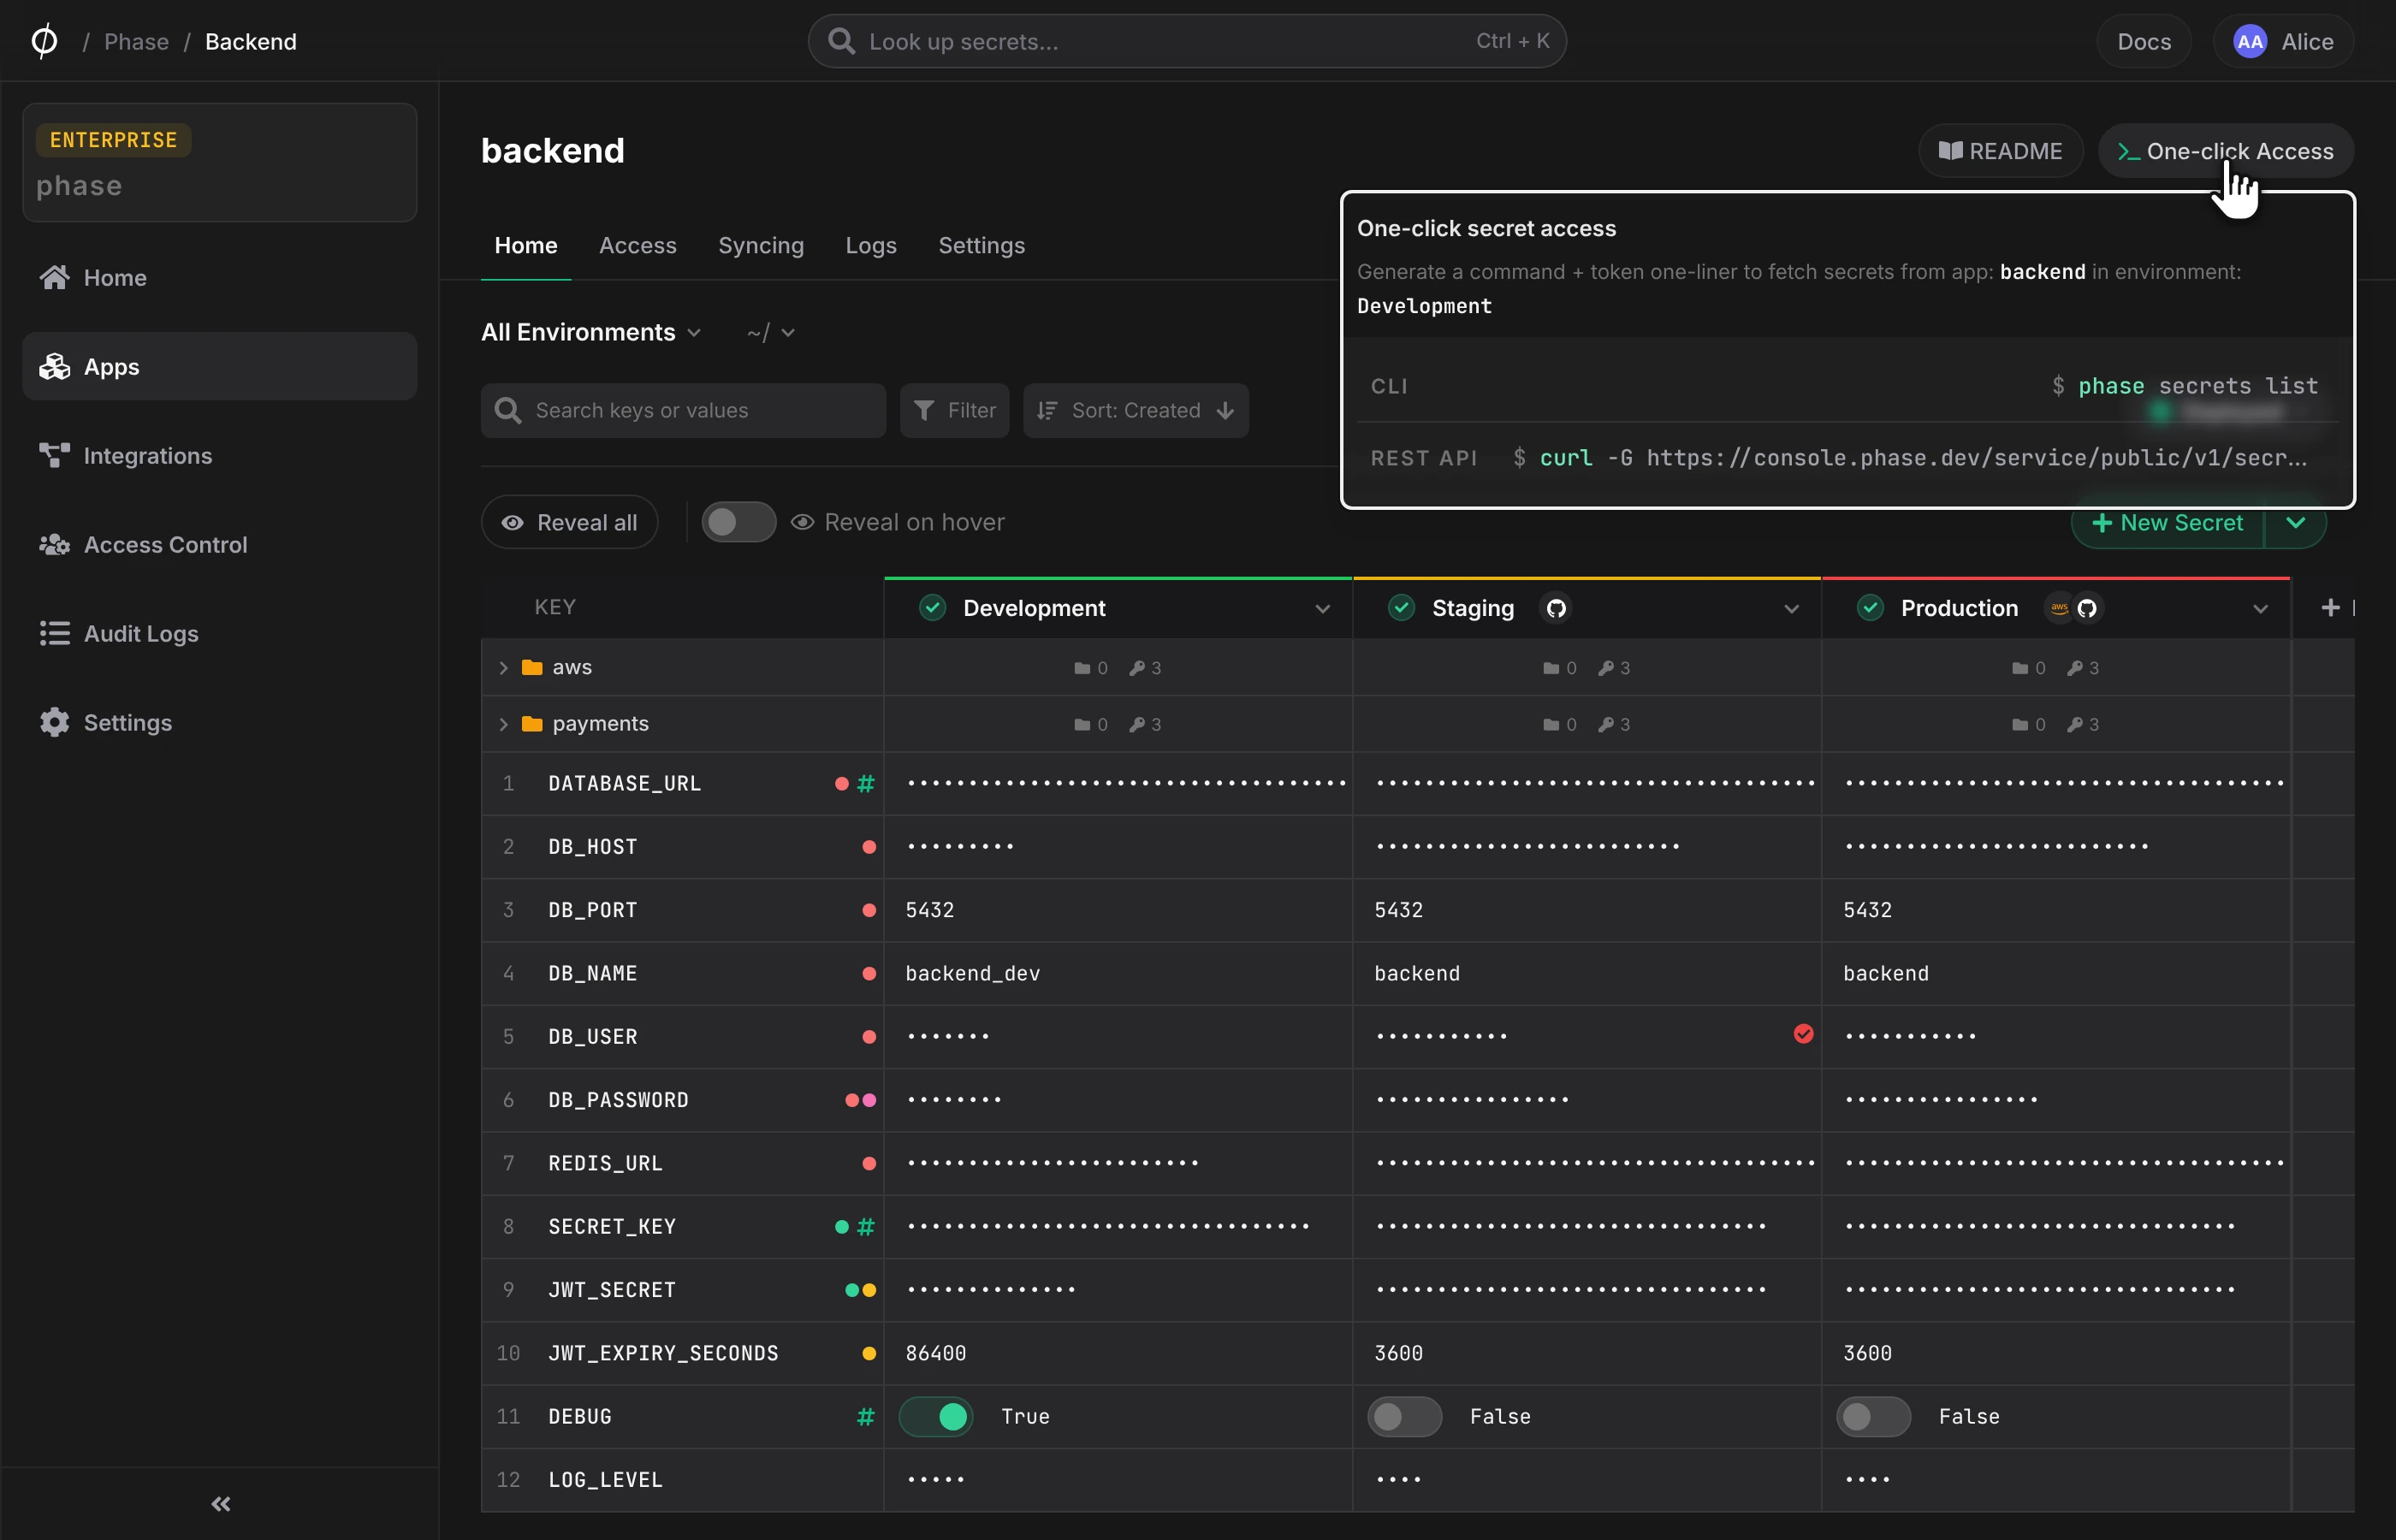 / Phase / Backend
Look up secrets... Ctrl + K
Docs
AA Alice
ENTERPRISE
phase
Home
Apps
Integrations
Access Control
Audit Logs
Settings
backend
README
One-click Access
Home Access Syncing Logs Settings
One-click secret access
Generate a command + token one-liner to fetch secrets from app: backend in environment:
Development
CLI $ phase secrets list
REST API $ curl -G https://console.phase.dev/service/public/v1/secr...
All Environments ~/
Search keys or values
Filter
Sort: Created
Reveal all
Reveal on hover
New Secret
KEY Development Staging Production aws
aws 0 3 0 3 0 3
payments 0 3 0 3 0 3
1 DATABASE_URL # ••••••••••••••••••••••••••••••••• ••••••••••••••••••••••••••••••••• •••••••••••••••••••••••••••••••••
2 DB_HOST ••••••••• ••••••••••••••••••••••• •••••••••••••••••••••••
3 DB_PORT 5432 5432 5432
4 DB_NAME backend_dev backend backend
5 DB_USER ••••••• ••••••••••• •••••••••••
6 DB_PASSWORD •••••••• •••••••••••••••• ••••••••••••••••
7 REDIS_URL •••••••••••••••••••••• ••••••••••••••••••••••••••••••••• •••••••••••••••••••••••••••••••••
8 SECRET_KEY # ••••••••••••••••••••••••••••••• •••••••••••••••••••••••••••••• ••••••••••••••••••••••••••••••
9 JWT_SECRET ••••••••••••• •••••••••••••••••••••••••••••• ••••••••••••••••••••••••••••••
10 JWT_EXPIRY_SECONDS 86400 3600 3600
11 DEBUG # True False False
12 LOG_LEVEL ••••• •••• ••••